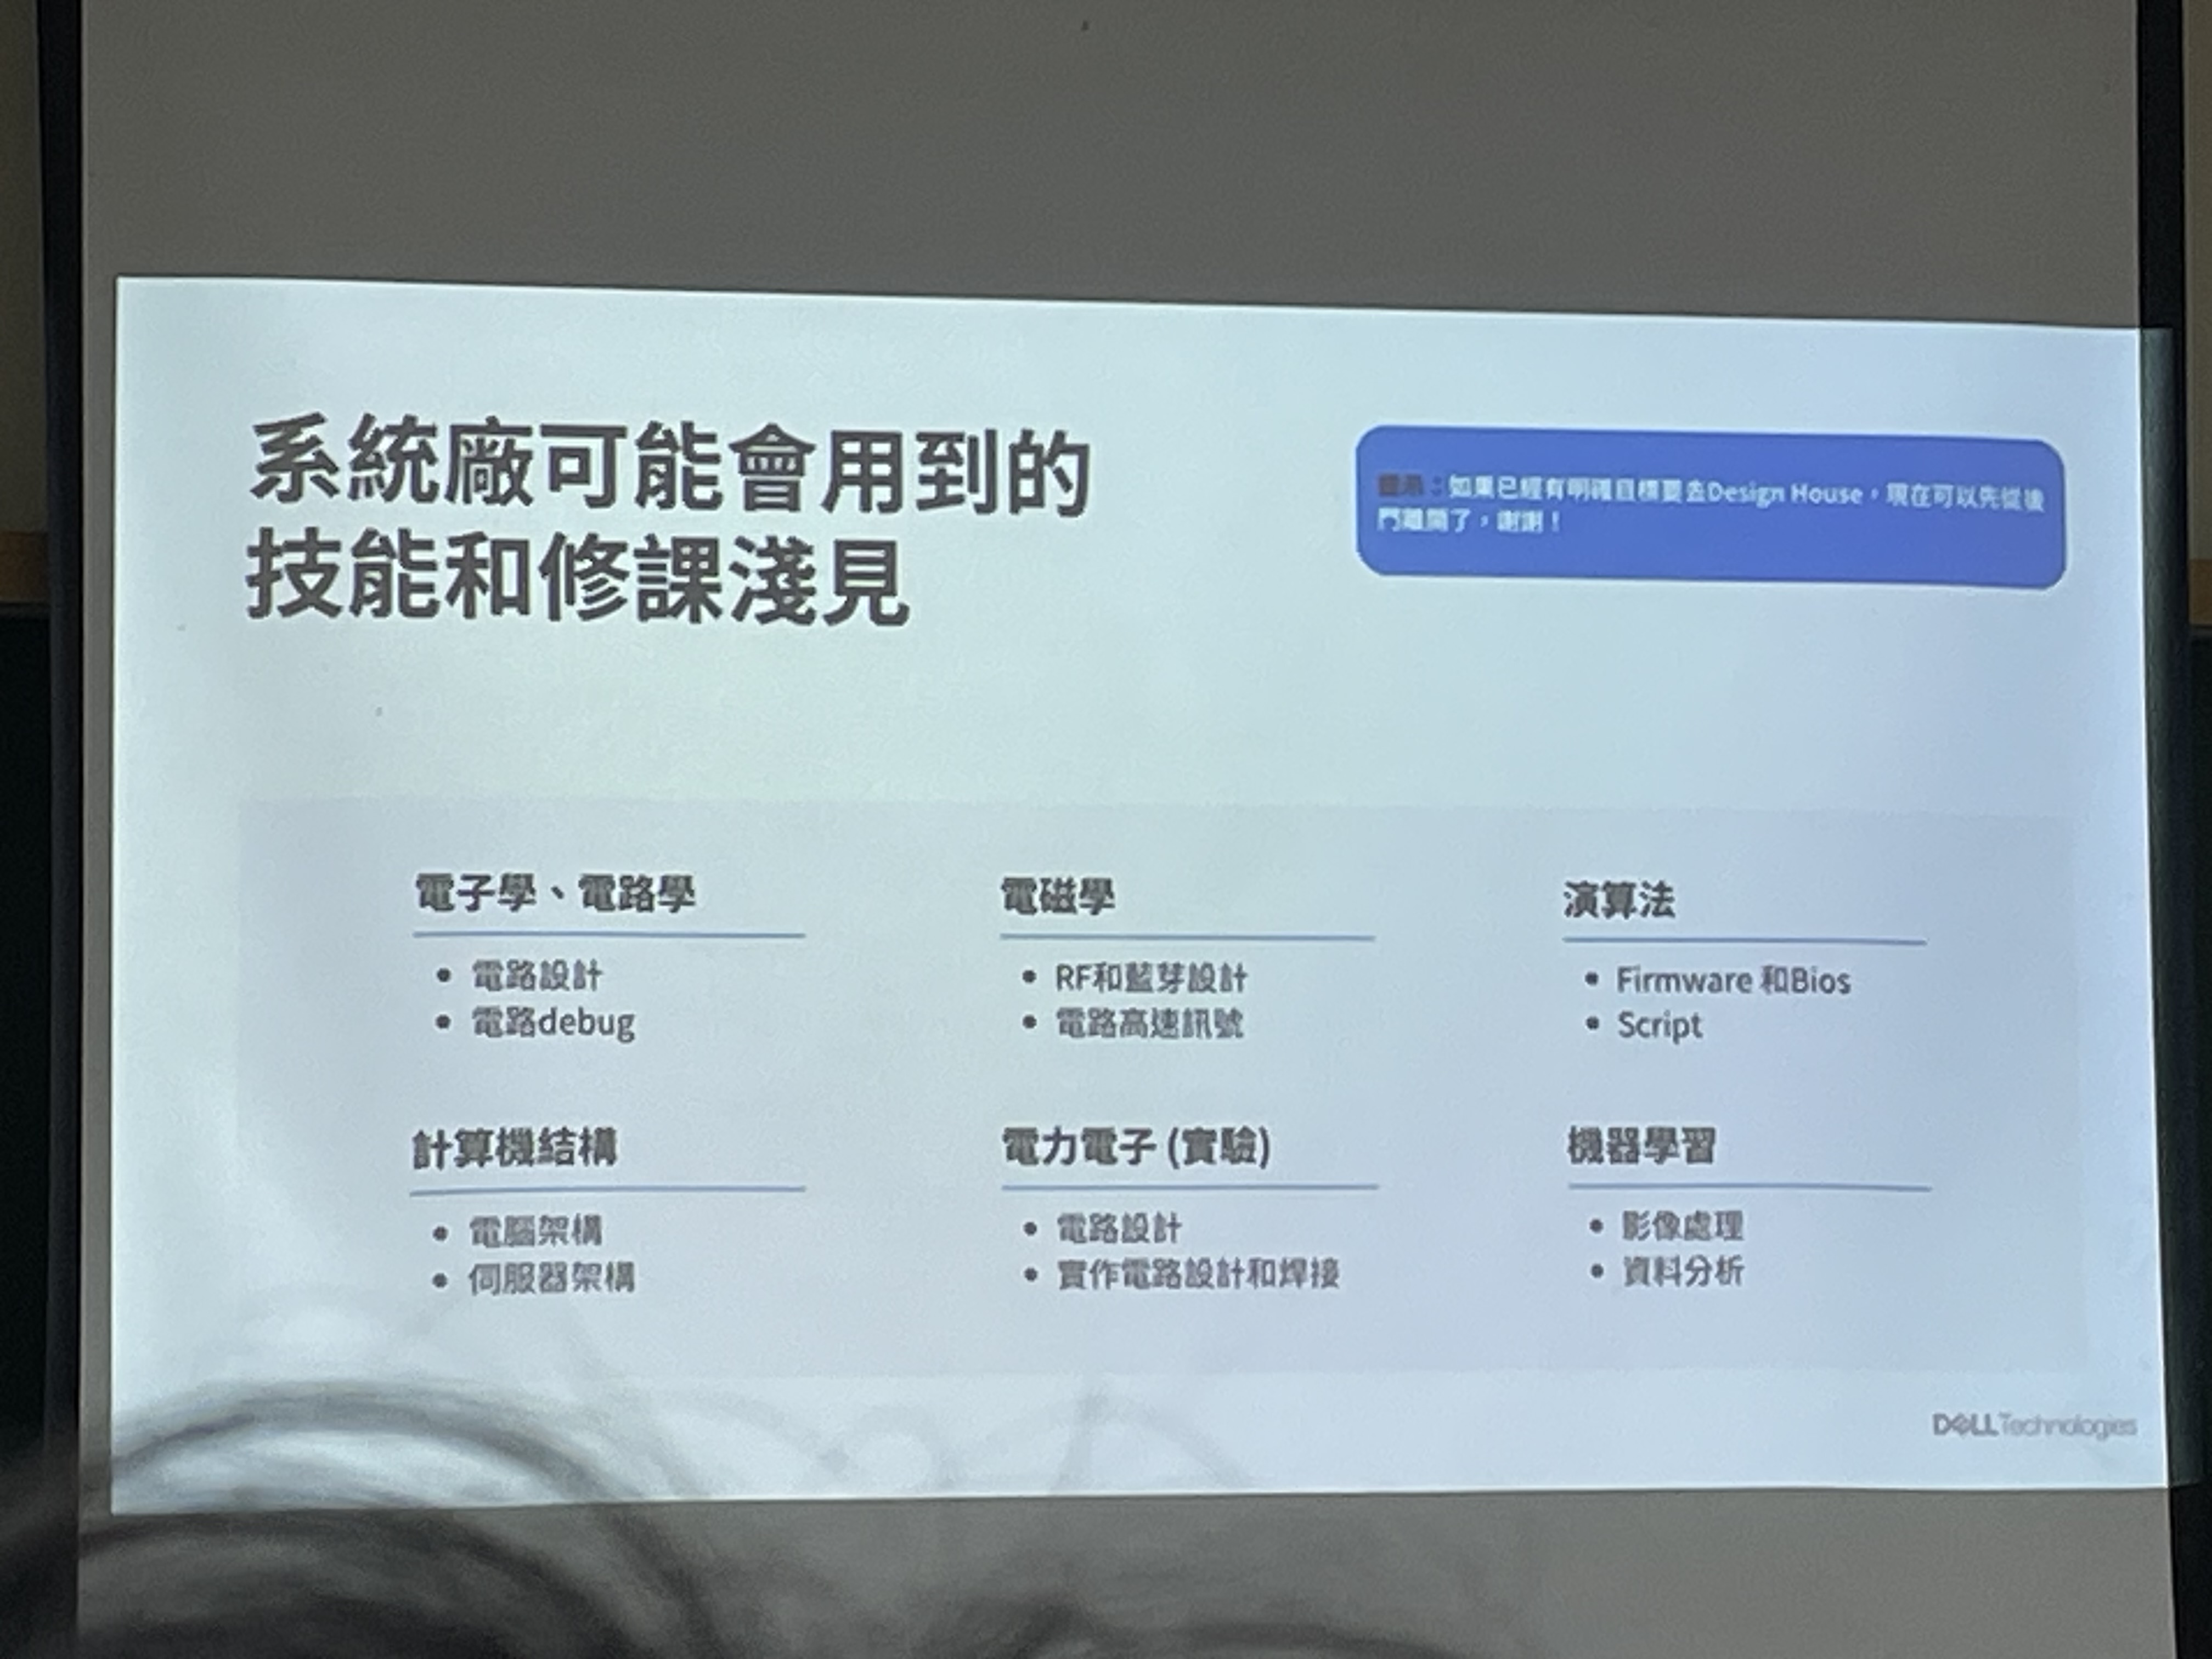 系統廠可能會用到的
技能和修課淺見
：如果已經有明確目標要去Design House，現在可以先從後
門離開了，謝謝！
電子學、電路學
• 電路設計
• 電路debug
電磁學
• RF和藍芽設計
• 電路高速訊號
演算法
• Firmware 和Bios
• Script
計算機結構
• 電腦架構
• 伺服器架構
電力電子 (實驗)
• 電路設計
• 實作電路設計和焊接
機器學習
• 影像處理
• 資料分析
DELL Technologies